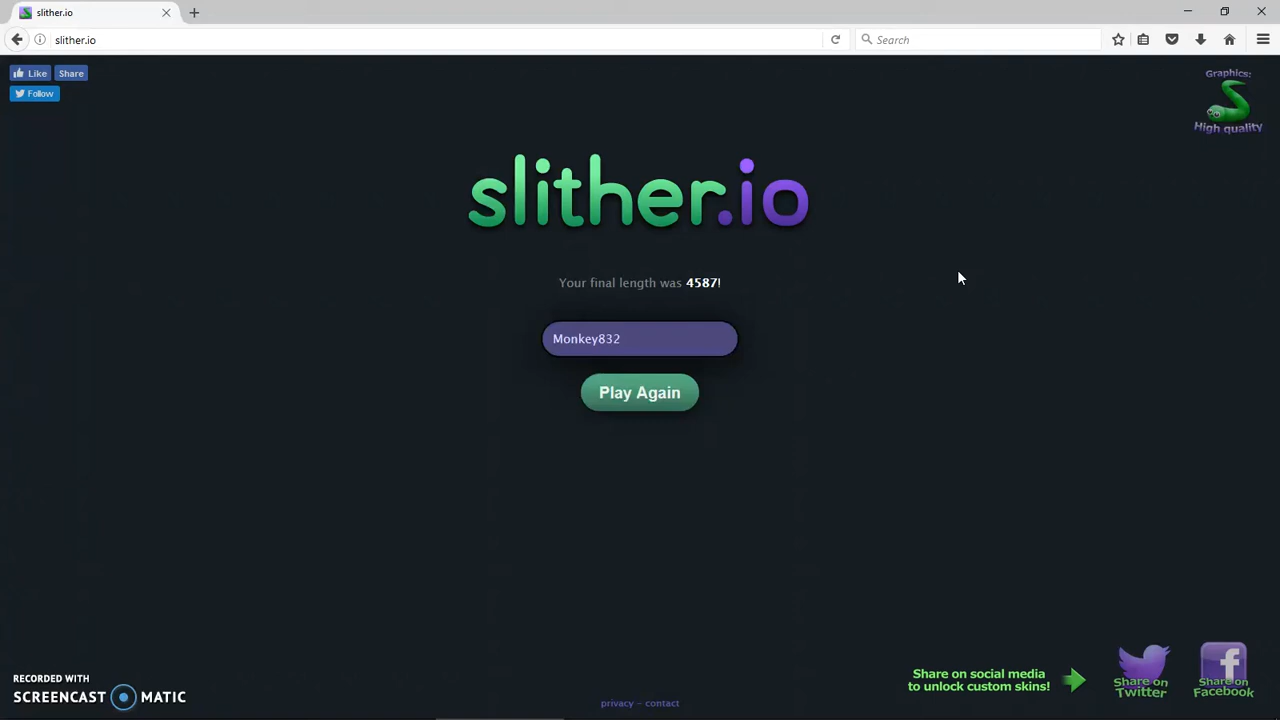 slither.io
slither.io
Search
Like Share
Follow
Graphics:
High quality
slither.io
Your final length was 4587!
Monkey832
Play Again
RECORDED WITH
SCREENCAST MATIC
Share on social media
to unlock custom skins!
Share on
Twitter
Share on
Facebook
privacy - contact